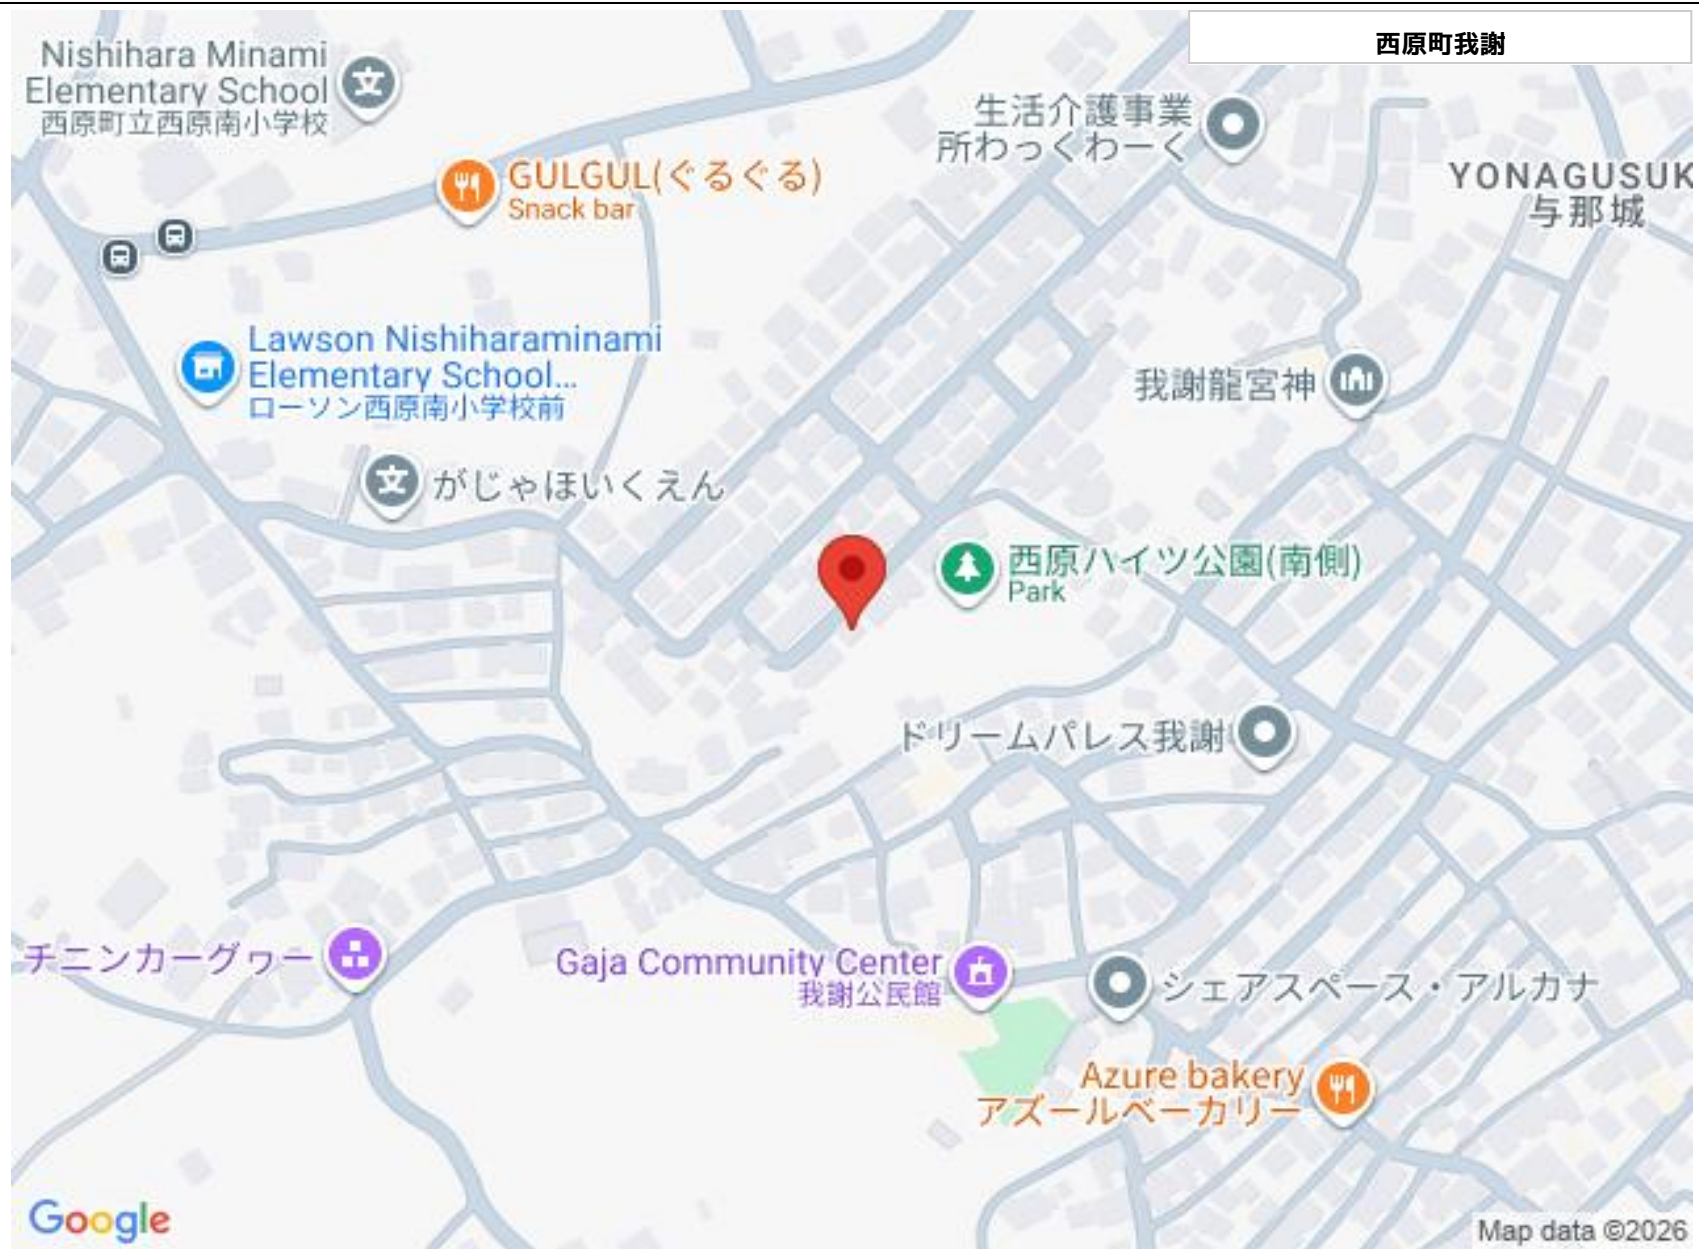 西原町我謝
Nishihara Minami
Elementary School
西原町立西原南小学校
GULGUL(ぐるぐる)
Snack bar
生活介護事業
所わっくわーく
YONAGUSUK
与那城
Lawson Nishiharaminami
Elementary School...
ローソン西原南小学校前
我謝龍宮神
がじゃほいくえん
西原ハイツ公園(南側)
Park
ドリームパレス我謝
チニンカーグヮー
Gaja Community Center
我謝公民館
シェアスペース・アルカナ
Azure bakery
アズールベーカリー
Google
Map data ©2026